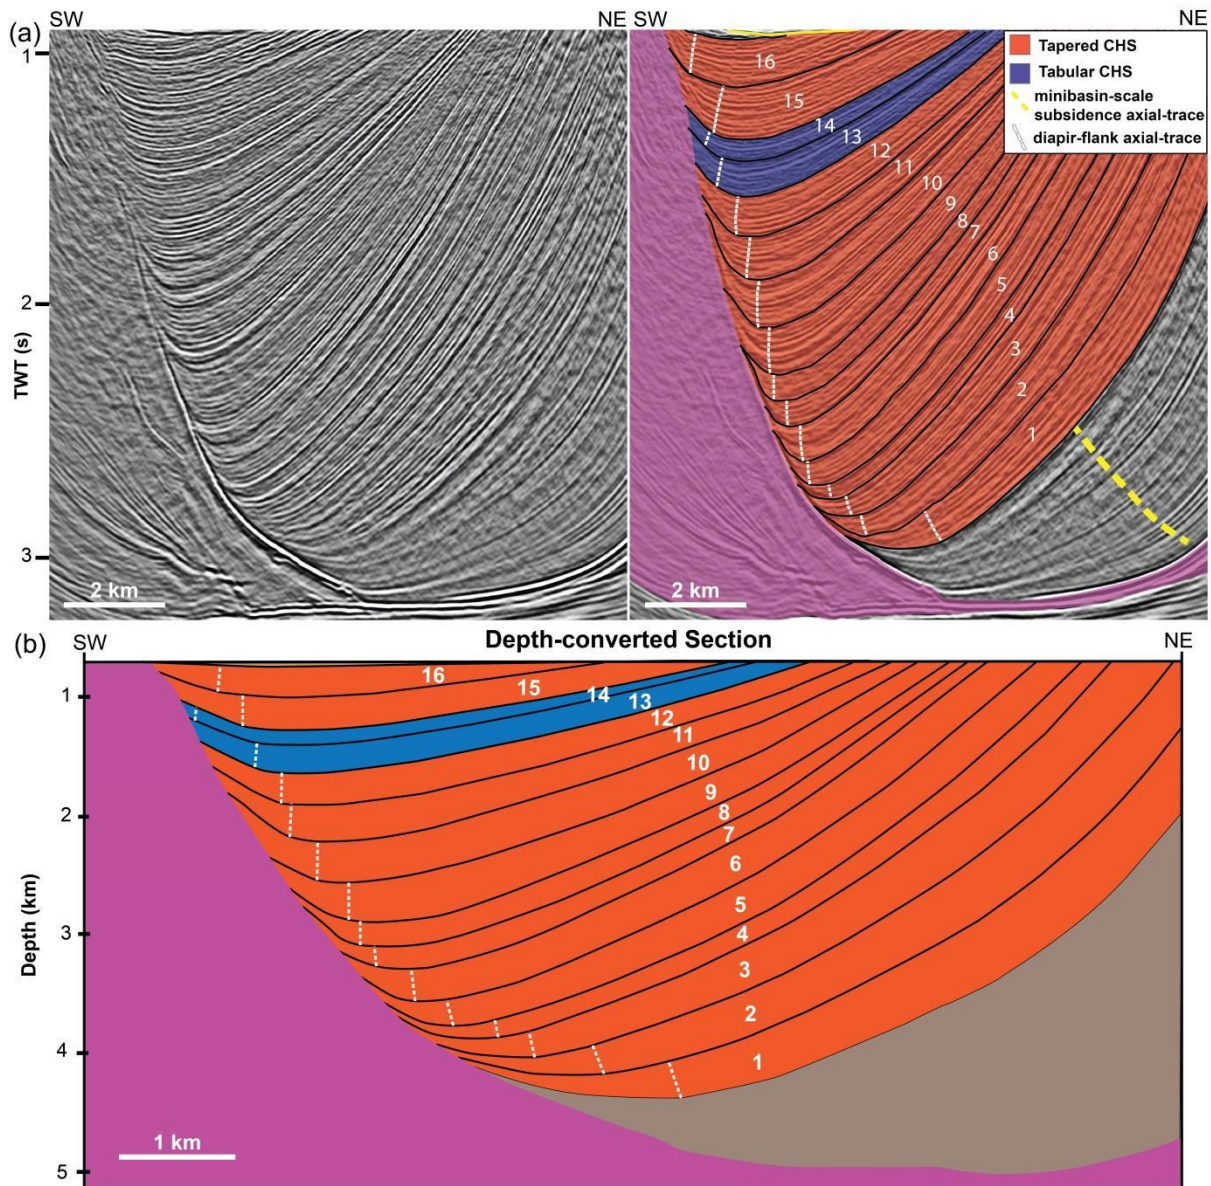 (a)
SW
NE
SW
NE
1
2
3
TWT (s)
2 km
2 km
Tapered CHS
Tabular CHS
minibasin-scale
subsidence axial-trace
diapir-flank axial-trace
16
15
14
13
12
11
10
9
8
7
6
5
4
3
2
1
(b)
Depth-converted Section
SW
NE
1
2
3
4
5
Depth (km)
1 km
16
15
14
13
12
11
10
9
8
7
6
5
4
3
2
1